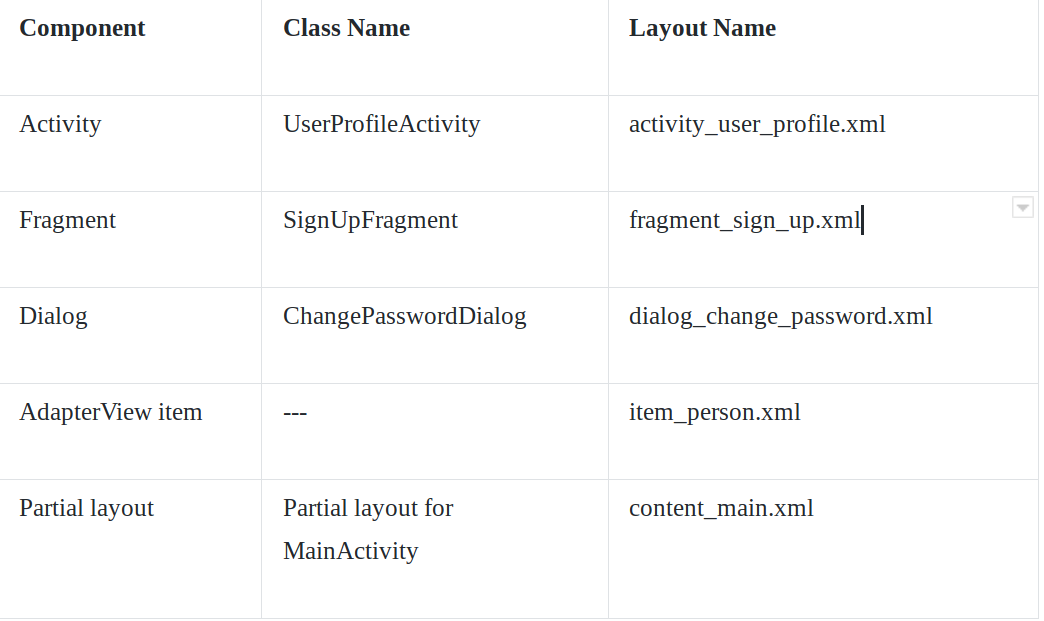 Component Class Name Layout Name
Activity UserProfileActivity activity_user_profile.xml
Fragment SignUpFragment fragment_sign_up.xml
Dialog ChangePasswordDialog dialog_change_password.xml
AdapterView item --- item_person.xml
Partial layout Partial layout for content_main.xml
MainActivity